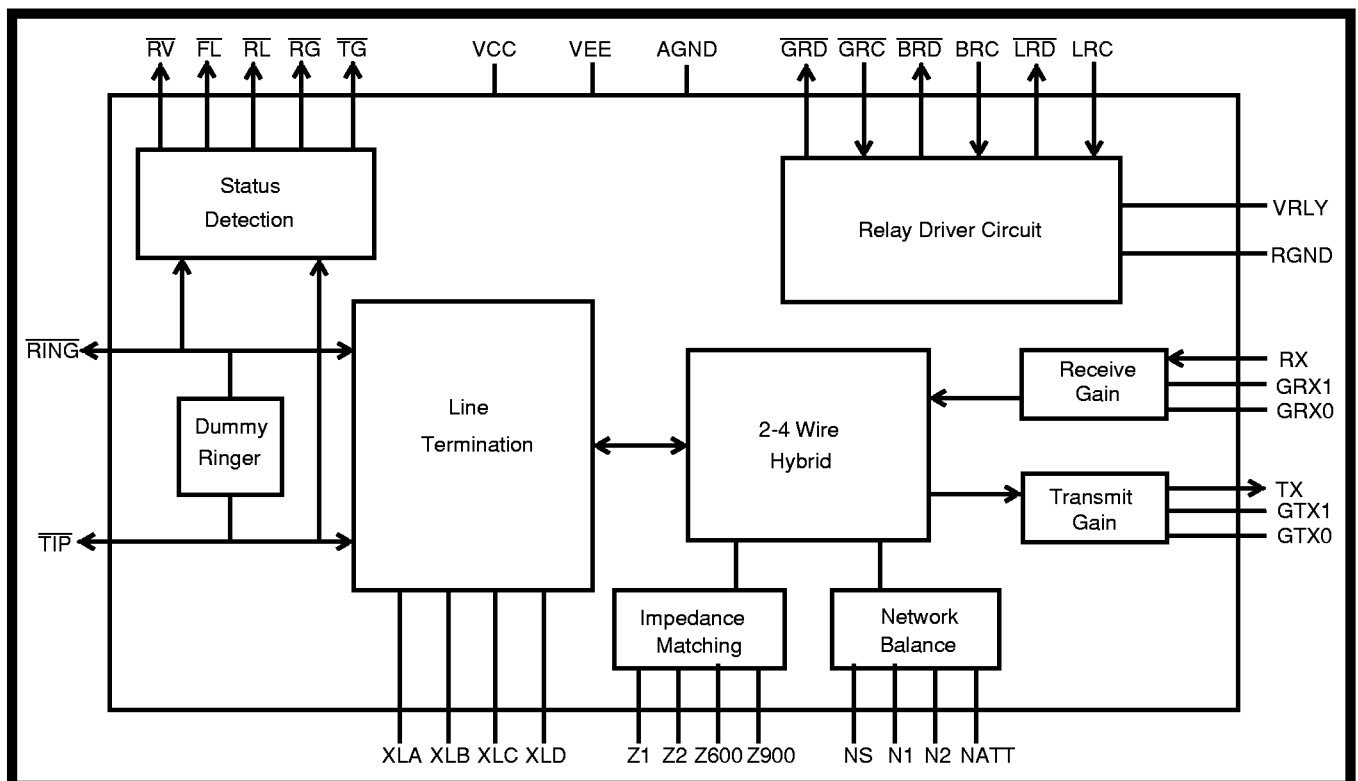 RV FL RL RG TG VCC VEE AGND GRD GRC BRD BRC LRD LRC
Status
Detection
Relay Driver Circuit
VRLY
RGND
RING
Line
Termination
Dummy
Ringer
TIP
2-4 Wire
Hybrid
Receive
Gain
RX
GRX1
GRX0
Transmit
Gain
TX
GTX1
GTX0
Impedance
Matching
Network
Balance
XLA XLB XLC XLD Z1 Z2 Z600 Z900 NS N1 N2 NATT